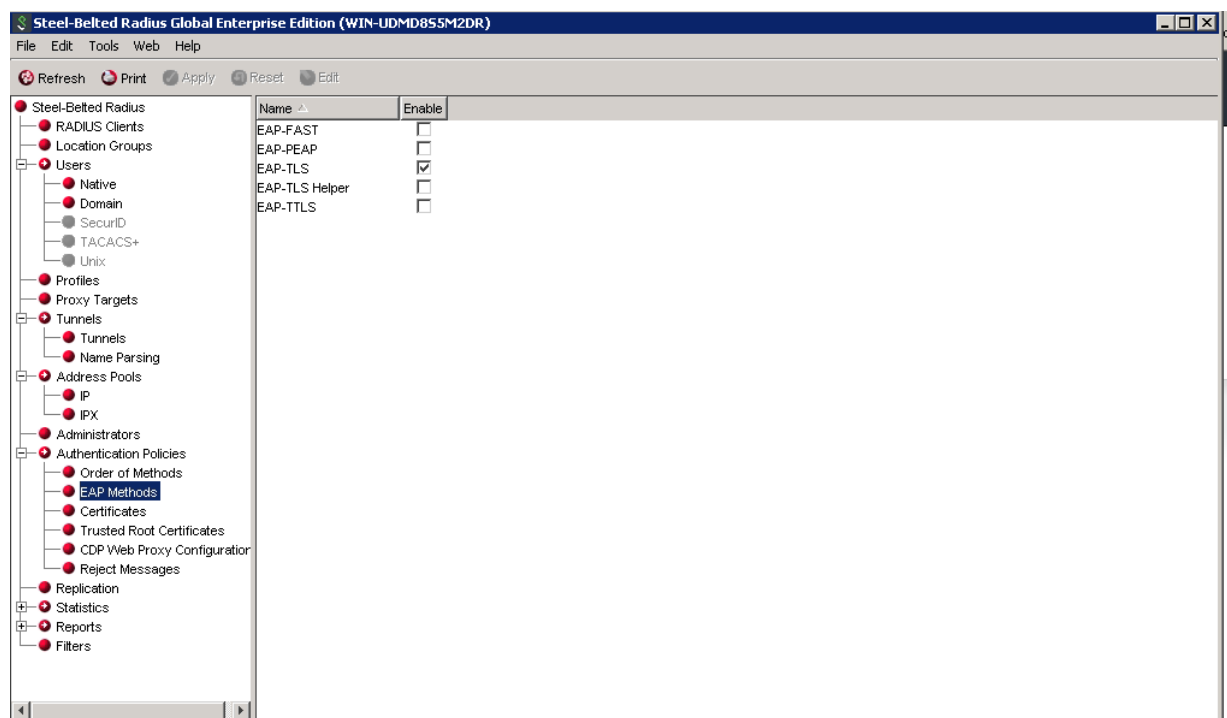 Steel-Belted Radius Global Enterprise Edition (WIN-UDMD8S5M2DR)
File Edit Tools Web Help
Refresh Print Apply Reset Edit
Steel-Belted Radius
RADIUS Clients
Location Groups
Users
Native
Domain
SecurID
TACACS+
Unix
Profiles
Proxy Targets
Tunnels
Tunnels
Name Parsing
Address Pools
IP
IPX
Administrators
Authentication Policies
Order of Methods
EAP Methods
Certificates
Trusted Root Certificates
CDP Web Proxy Configuration
Reject Messages
Replication
Statistics
Reports
Filters
Name Enable
EAP-FAST
EAP-PEAP
EAP-TLS
EAP-TLS Helper
EAP-TTLS